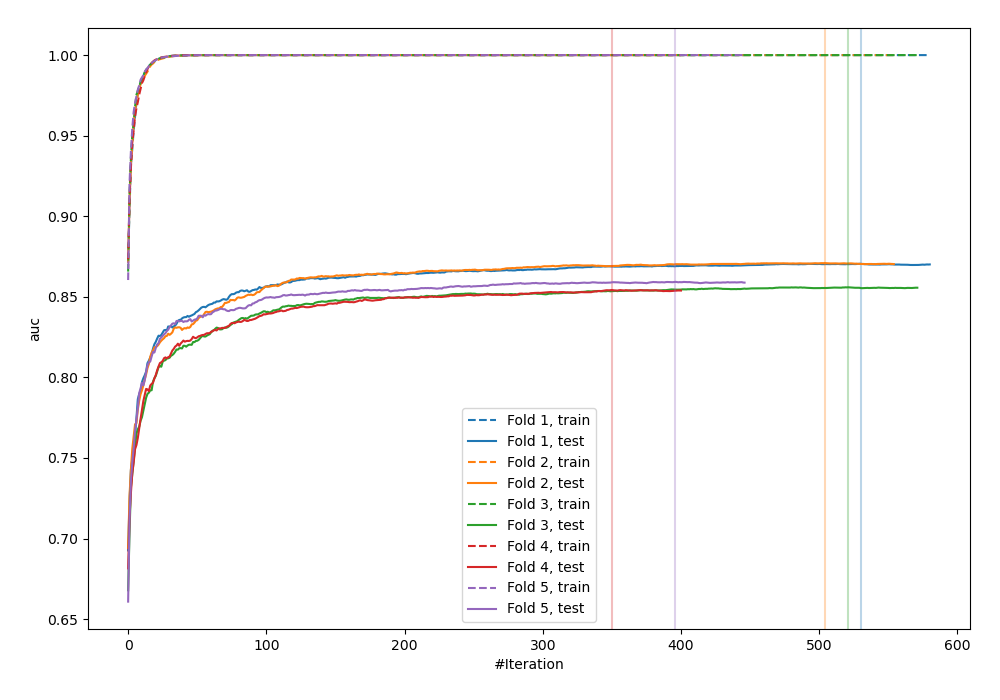 1.00
0.95
0.90
0.85
0.80
0.75
0.70
0.65
auc
Fold 1, train
Fold 1, test
Fold 2, train
Fold 2, test
Fold 3, train
Fold 3, test
Fold 4, train
Fold 4, test
Fold 5, train
Fold 5, test
0 100 200 300 400 500 600
#Iteration